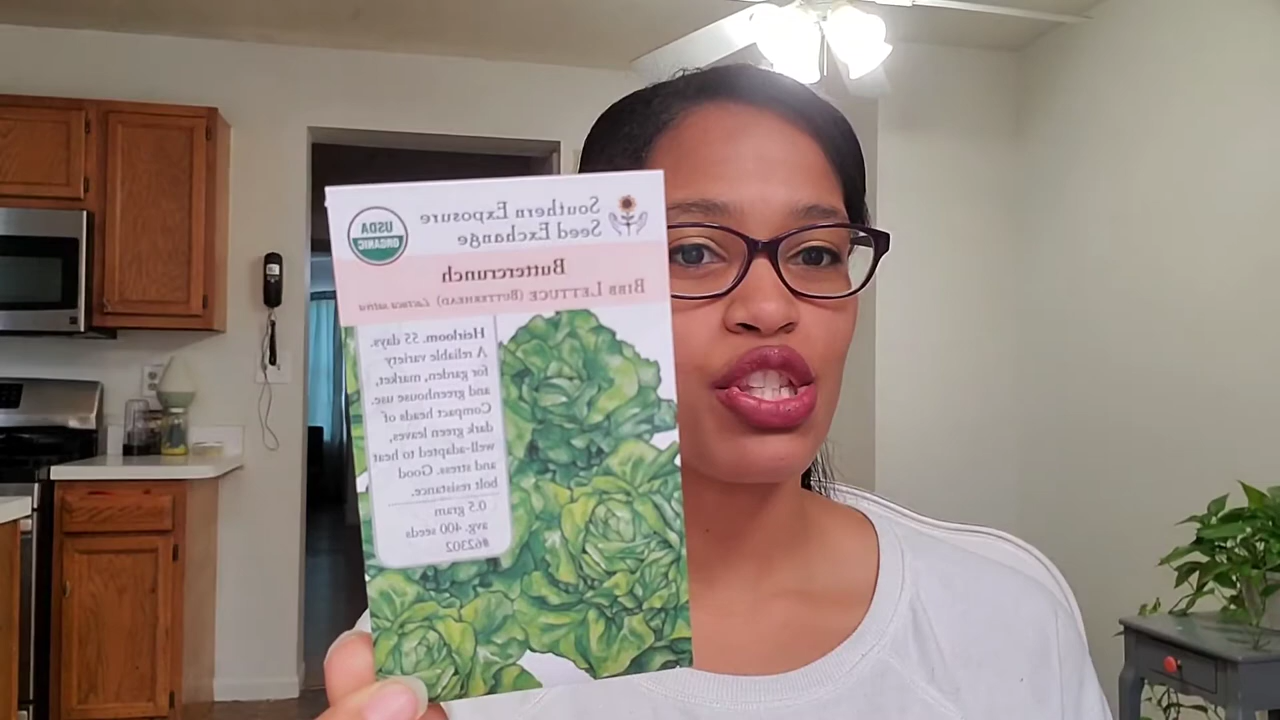 Southern Exposure
Seed Exchange
USDA
ORGANIC
Buttercrunch
BIBB LETTUCE (BUTTERHEAD) Lactuca sativa
Heirloom. 55 days.
A reliable variety
for garden, market,
and greenhouse use.
Compact heads of
dark green leaves,
well-adapted to heat
and stress. Good
bolt resistance.
0.5 gram
avg. 400 seeds
#62302